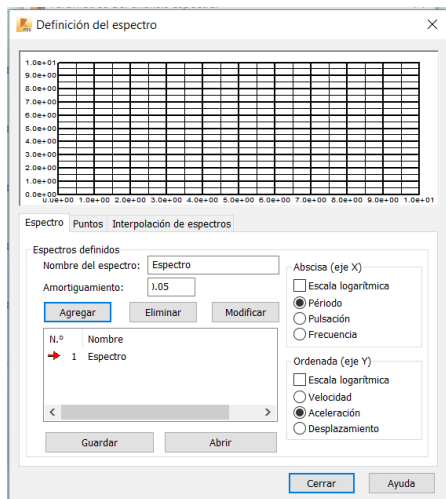 Definición del espectro
1.0e+01
9.0e+00
8.0e+00
7.0e+00
6.0e+00
5.0e+00
4.0e+00
3.0e+00
2.0e+00
1.0e+00
0.0e+00
0.0e+00 1.0e+00 2.0e+00 3.0e+00 4.0e+00 5.0e+00 6.0e+00 7.0e+00 8.0e+00 9.0e+00 1.0e+01
Espectro Puntos Interpolación de espectros
Espectros definidos
Nombre del espectro: Espectro
Amortiguamiento: ).05
Agregar Eliminar Modificar
N.º Nombre
1 Espectro
Guardar Abrir
Abscisa (eje X)
Escala logarítmica
Período
Pulsación
Frecuencia
Ordenada (eje Y)
Escala logarítmica
Velocidad
Aceleración
Desplazamiento
Cerrar Ayuda